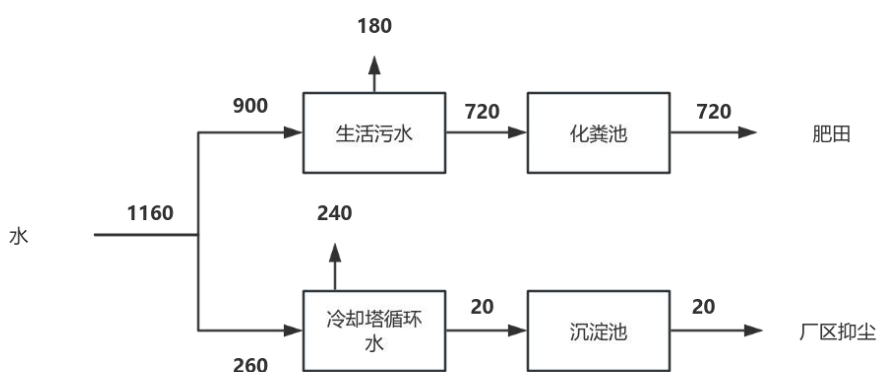 180
900
生活污水
720
化粪池
720
肥田
水
1160
240
冷却塔循环
水
20
沉淀池
20
厂区抑尘
260